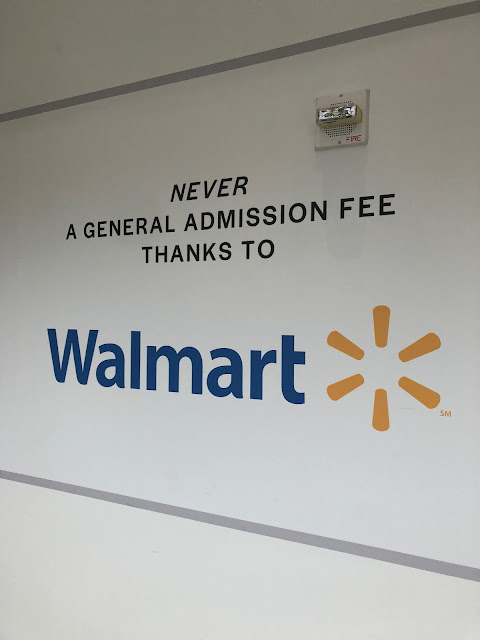 FIRE
NEVER
A GENERAL ADMISSION FEE
THANKS TO
Walmart
SM